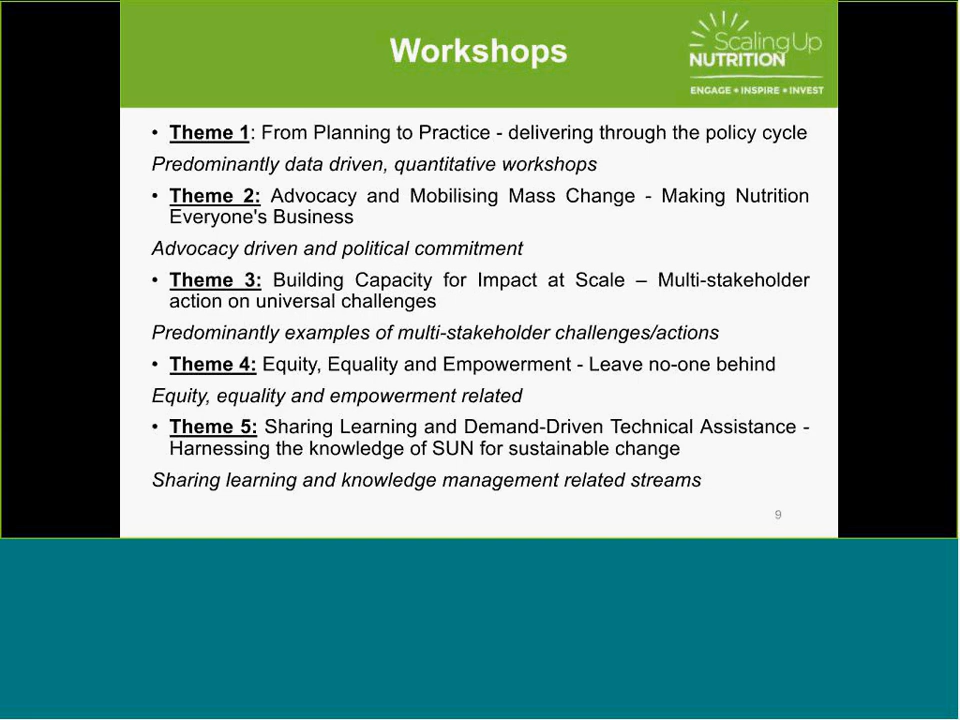 Workshops
ScalingUp
NUTRITION
ENGAGE • INSPIRE • INVEST
• Theme 1: From Planning to Practice - delivering through the policy cycle
Predominantly data driven, quantitative workshops
• Theme 2: Advocacy and Mobilising Mass Change - Making Nutrition
Everyone's Business
Advocacy driven and political commitment
• Theme 3: Building Capacity for Impact at Scale – Multi-stakeholder
action on universal challenges
Predominantly examples of multi-stakeholder challenges/actions
• Theme 4: Equity, Equality and Empowerment - Leave no-one behind
Equity, equality and empowerment related
• Theme 5: Sharing Learning and Demand-Driven Technical Assistance -
Harnessing the knowledge of SUN for sustainable change
Sharing learning and knowledge management related streams
9